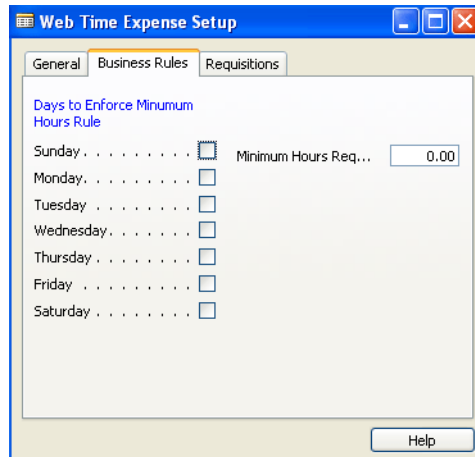 Web Time Expense Setup
General Business Rules Requisitions
Days to Enforce Minumum
Hours Rule
Sunday . . . . . . . . .
Minimum Hours Req... 0.00
Monday. . . . . . . . .
Tuesday . . . . . . . .
Wednesday. . . . . . .
Thursday . . . . . . . .
Friday . . . . . . . . .
Saturday . . . . . . . .
Help